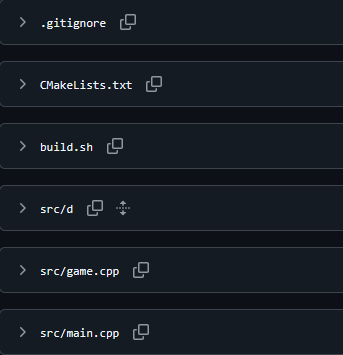 .gitignore
CMakeLists.txt
build.sh
src/d
src/game.cpp
src/main.cpp